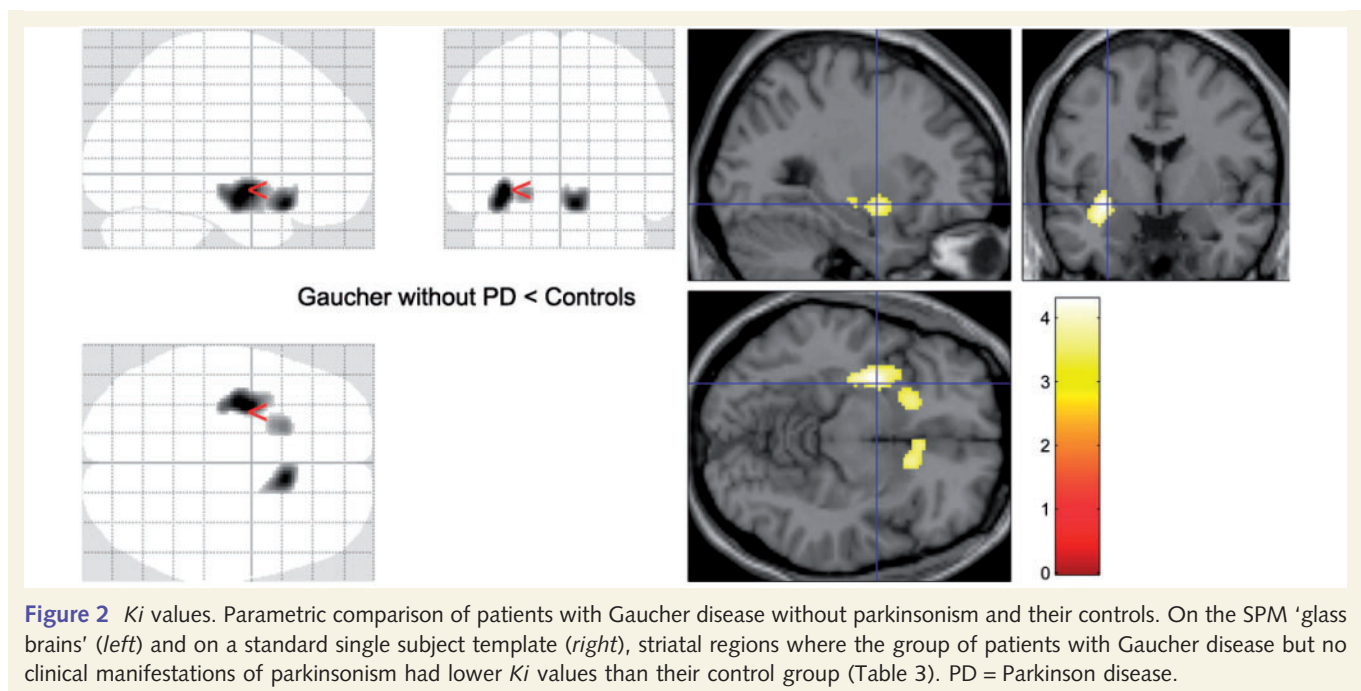 Gaucher without PD < Controls
4
3
2
1
0
Figure 2 Ki values. Parametric comparison of patients with Gaucher disease without parkinsonism and their controls. On the SPM ‘glass
brains’ (left) and on a standard single subject template (right), striatal regions where the group of patients with Gaucher disease but no
clinical manifestations of parkinsonism had lower Ki values than their control group (Table 3). PD = Parkinson disease.